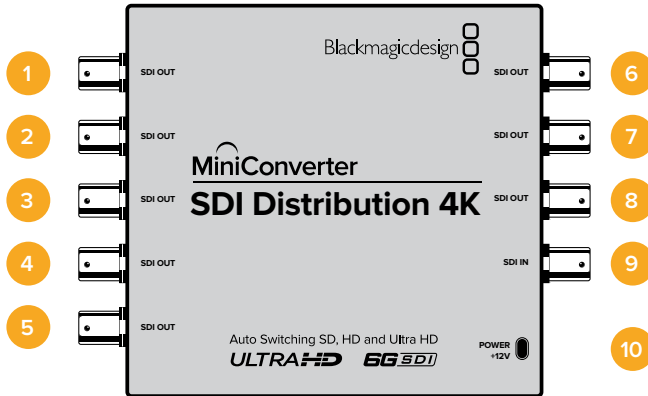 Blackmagicdesign
1 SDI OUT SDI OUT 6
2 SDI OUT SDI OUT 7
MiniConverter
3 SDI OUT SDI Distribution 4K SDI OUT 8
4 SDI OUT SDI IN 9
5 SDI OUT
Auto Switching SD, HD and Ultra HD
ULTRAHD 6G SDI
POWER
+12V
10